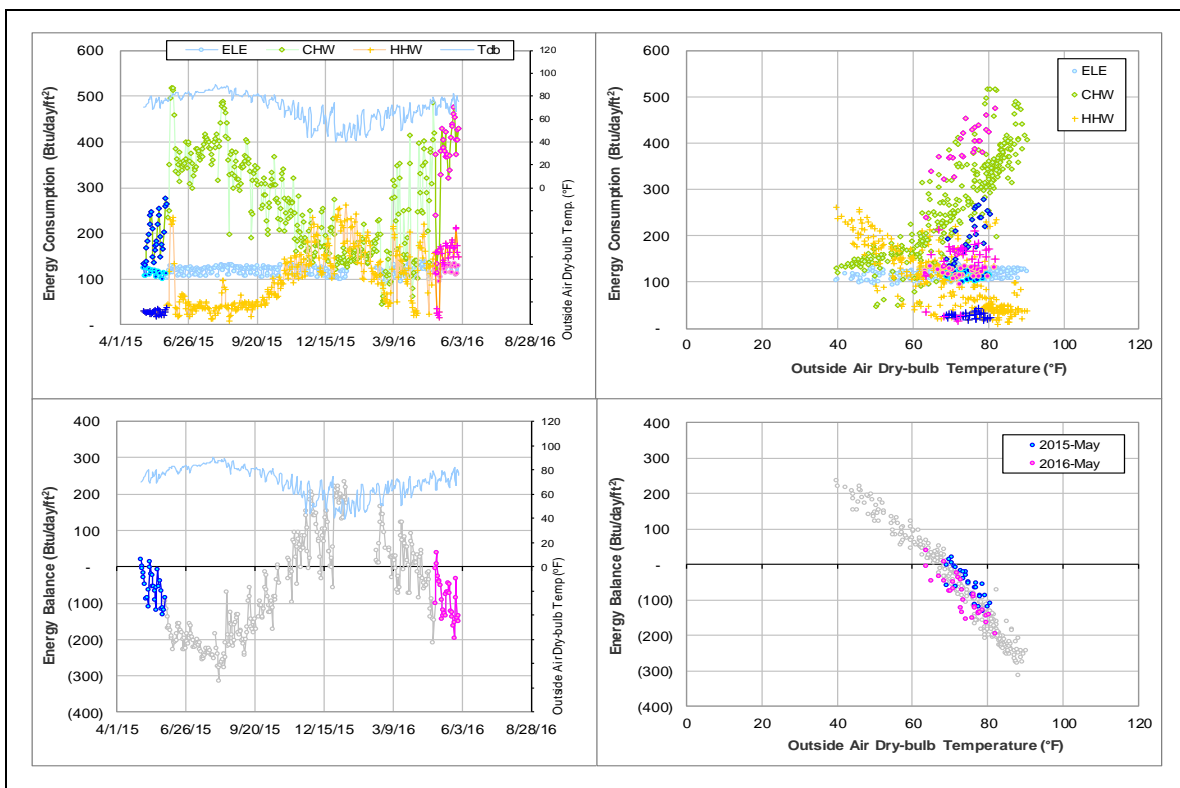 ELE CHW HHW Tdb
Energy Consumption (Btu/day/ft²)
600
500
400
300
200
100
-
120
100
80
60
40
20
0
Outside Air Dry-bulb Temp. (°F)
4/1/15 6/26/15 9/20/15 12/15/15 3/9/16 6/3/16 8/28/16
ELE
CHW
HHW
Energy Consumption (Btu/day/ft²)
600
500
400
300
200
100
-
0 20 40 60 80 100 120
Outside Air Dry-bulb Temperature (°F)
Energy Balance (Btu/day/ft²)
400
300
200
100
-
(100)
(200)
(300)
(400)
120
100
80
60
40
20
0
Outside Air Dry-bulb Temp (°F)
4/1/15 6/26/15 9/20/15 12/15/15 3/9/16 6/3/16 8/28/16
2015-May
2016-May
Energy Balance (Btu/day/ft²)
400
300
200
100
-
(100)
(200)
(300)
(400)
0 20 40 60 80 100 120
Outside Air Dry-bulb Temperature (°F)